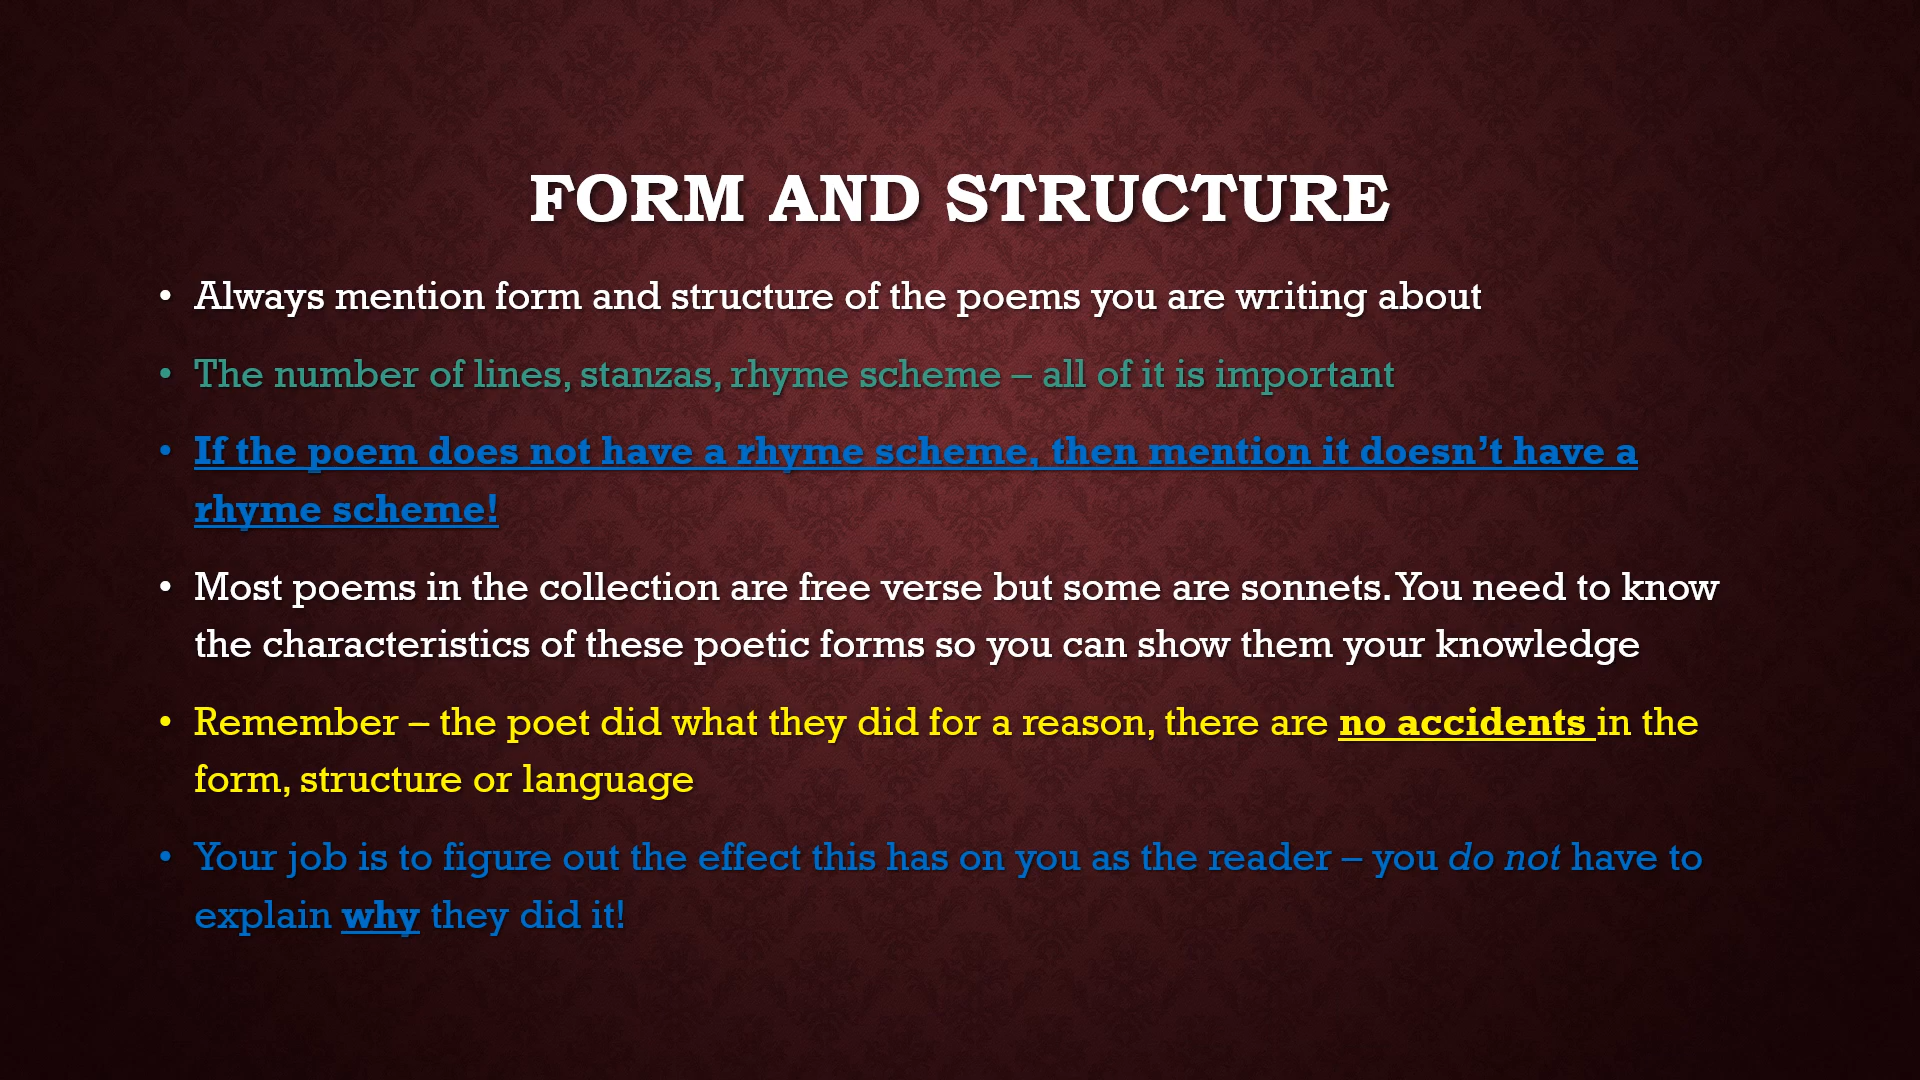 FORM AND STRUCTURE
• Always mention form and structure of the poems you are writing about
• The number of lines, stanzas, rhyme scheme – all of it is important
• If the poem does not have a rhyme scheme, then mention it doesn’t have a
rhyme scheme!
• Most poems in the collection are free verse but some are sonnets. You need to know
the characteristics of these poetic forms so you can show them your knowledge
• Remember – the poet did what they did for a reason, there are no accidents in the
form, structure or language
• Your job is to figure out the effect this has on you as the reader – you do not have to
explain why they did it!